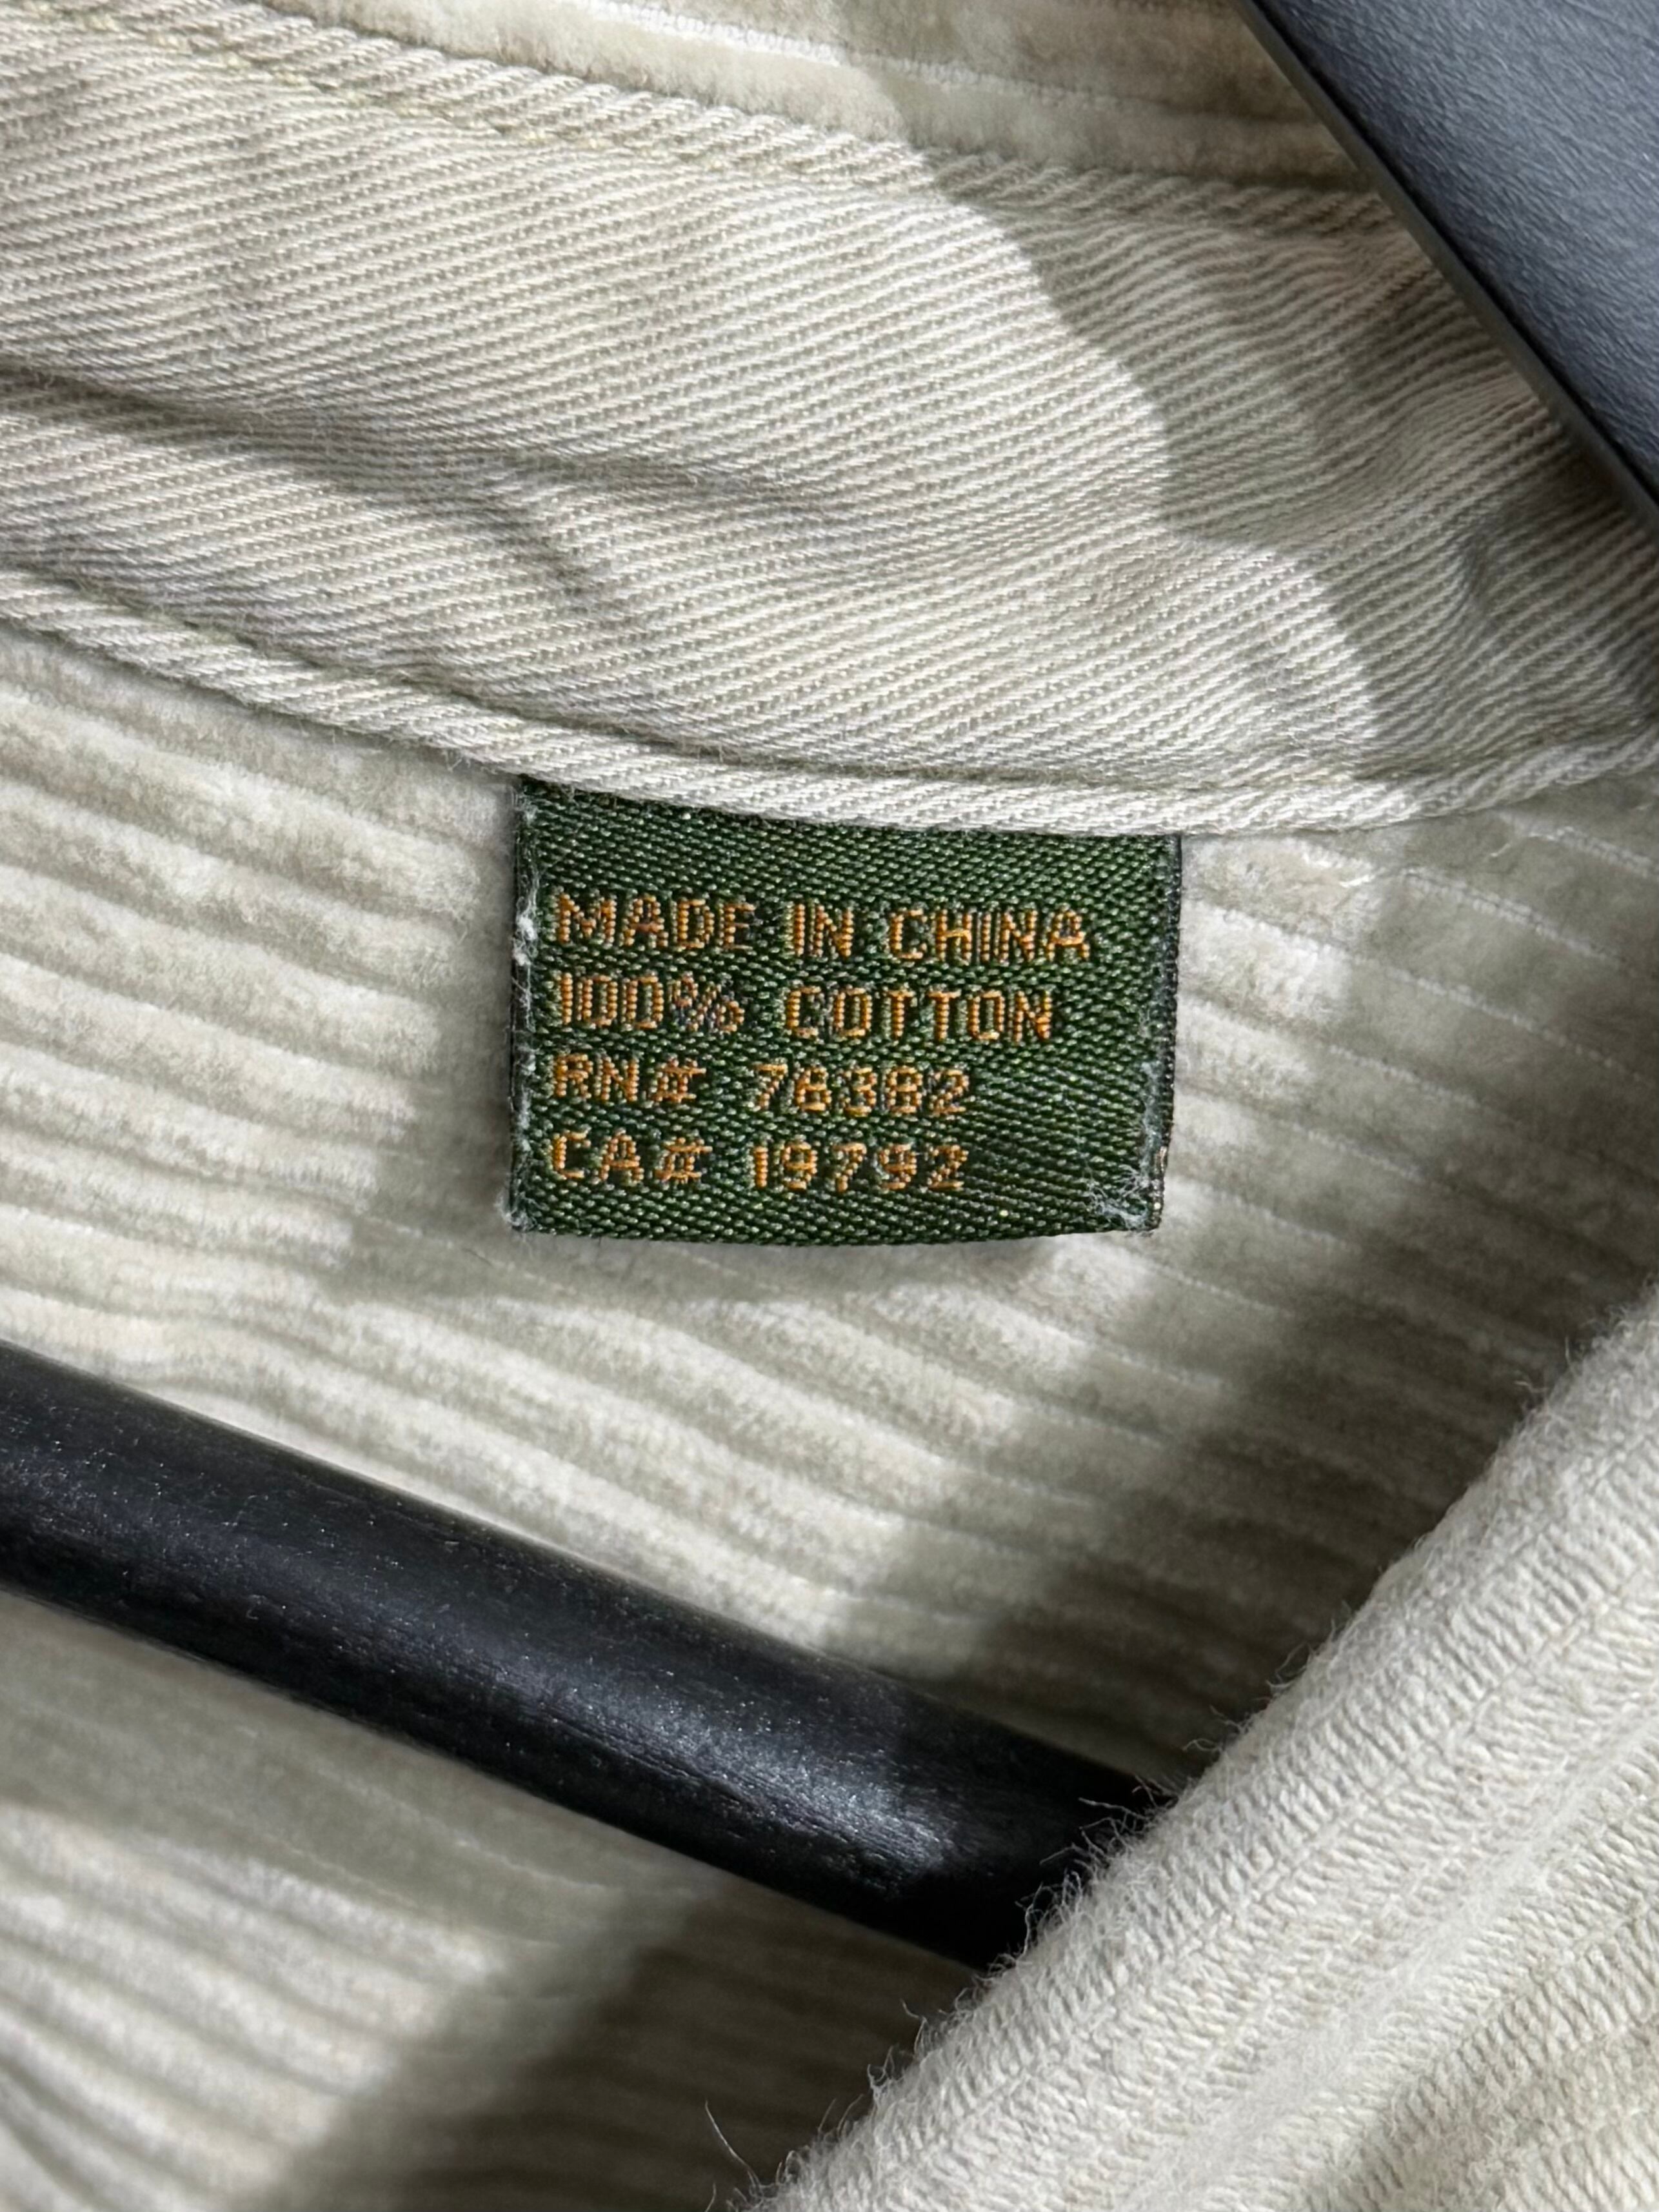 MADE IN CHINA
100% COTTON
RN# 76382
CA# 19792